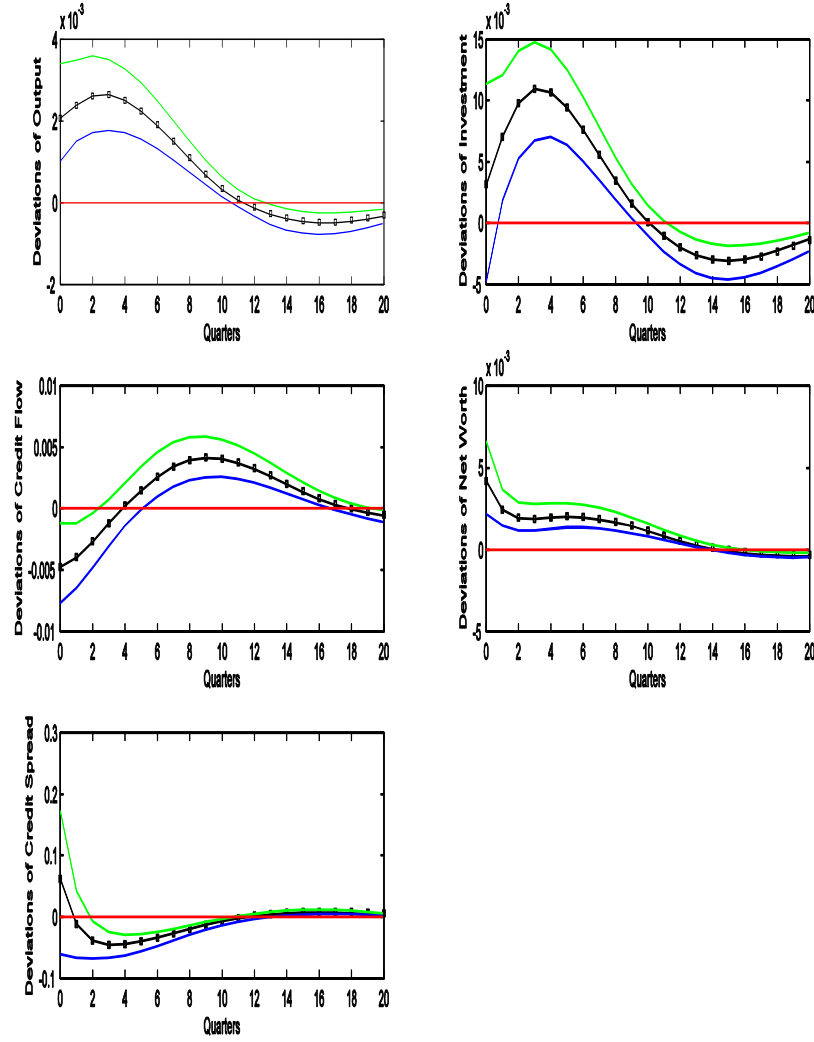 x 10^-3
4
2
0
-2
Deviations of Output
0 2 4 6 8 10 12 14 16 18 20
Quarters
x 10^-3
15
10
5
0
-5
Deviations of Investment
0 2 4 6 8 10 12 14 16 18 20
Quarters
0.01
0.005
0
-0.005
-0.01
Deviations of Credit Flow
0 2 4 6 8 10 12 14 16 18 20
Quarters
x 10^-3
10
5
0
-5
Deviations of Net Worth
0 2 4 6 8 10 12 14 16 18 20
Quarters
0.3
0.2
0.1
0
-0.1
Deviations of Credit Spread
0 2 4 6 8 10 12 14 16 18 20
Quarters